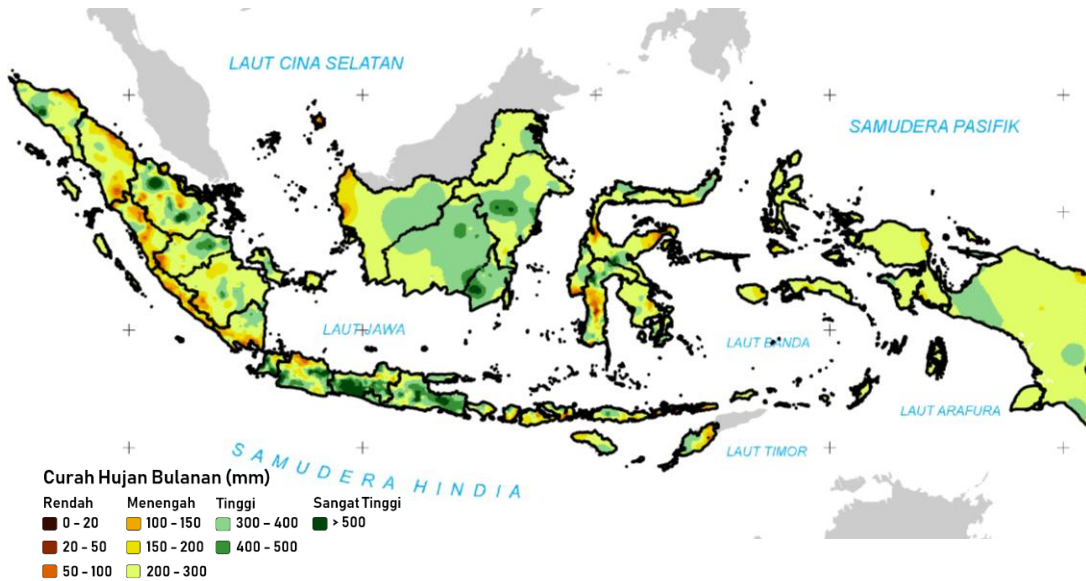 LAUT CINA SELATAN
SAMUDERA PASIFIK
LAUT JAWA
LAUT BANDA
LAUT ARAFURA
LAUT TIMOR
SAMUDERA HINDIA
Curah Hujan Bulanan (mm)
Rendah Menengah Tinggi Sangat Tinggi
0 - 20 100 - 150 300 - 400 > 500
20 - 50 150 - 200 400 - 500
50 - 100 200 - 300